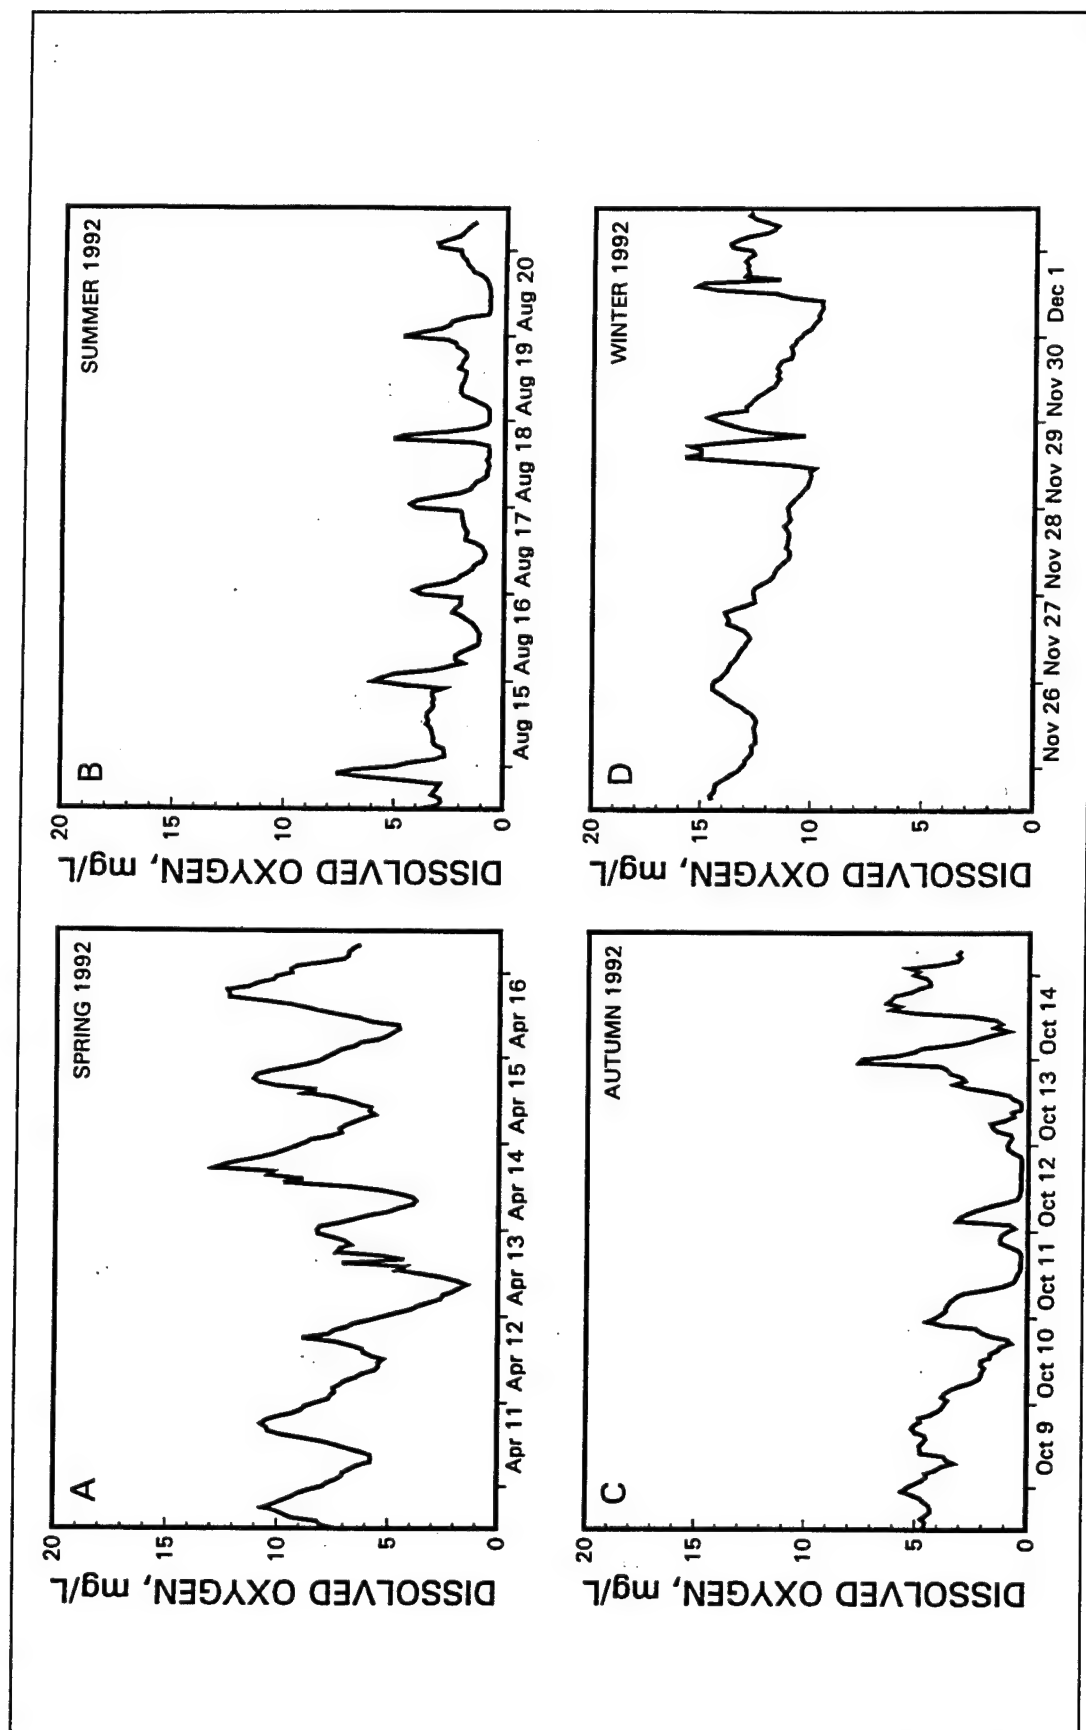 A
SPRING 1992
DISSOLVED OXYGEN, mg/L
20
15
10
5
0
Apr 11 Apr 12 Apr 13 Apr 14 Apr 15 Apr 16
B
SUMMER 1992
DISSOLVED OXYGEN, mg/L
20
15
10
5
0
Aug 15 Aug 16 Aug 17 Aug 18 Aug 19 Aug 20
C
AUTUMN 1992
DISSOLVED OXYGEN, mg/L
20
15
10
5
0
Oct 9 Oct 10 Oct 11 Oct 12 Oct 13 Oct 14
D
WINTER 1992
DISSOLVED OXYGEN, mg/L
20
15
10
5
0
Nov 26 Nov 27 Nov 28 Nov 29 Nov 30 Dec 1